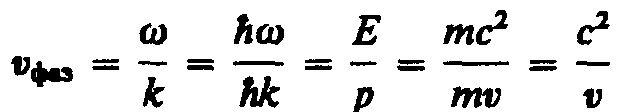 v_фаз = ω/k = ħω/ħk = E/p = mc²/mv = c²/v